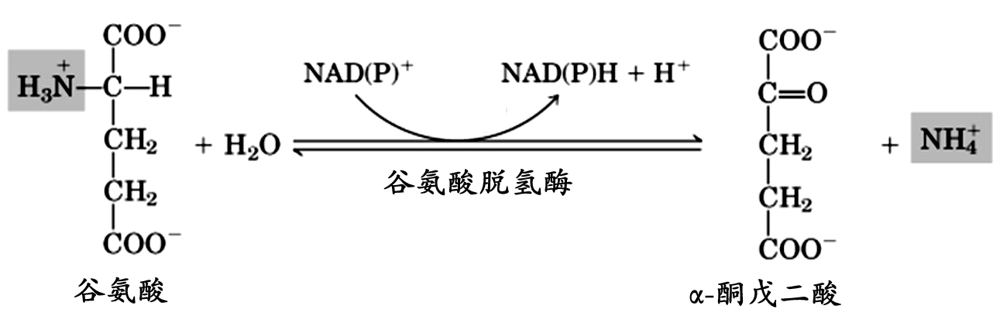 COO⁻
H₃N⁺—C—H
CH₂
CH₂
COO⁻
谷氨酸
+ H₂O
NAD(P)⁺
NAD(P)H + H⁺
谷氨酸脱氢酶
COO⁻
C=O
CH₂
CH₂
COO⁻
α-酮戊二酸
+ NH₄⁺